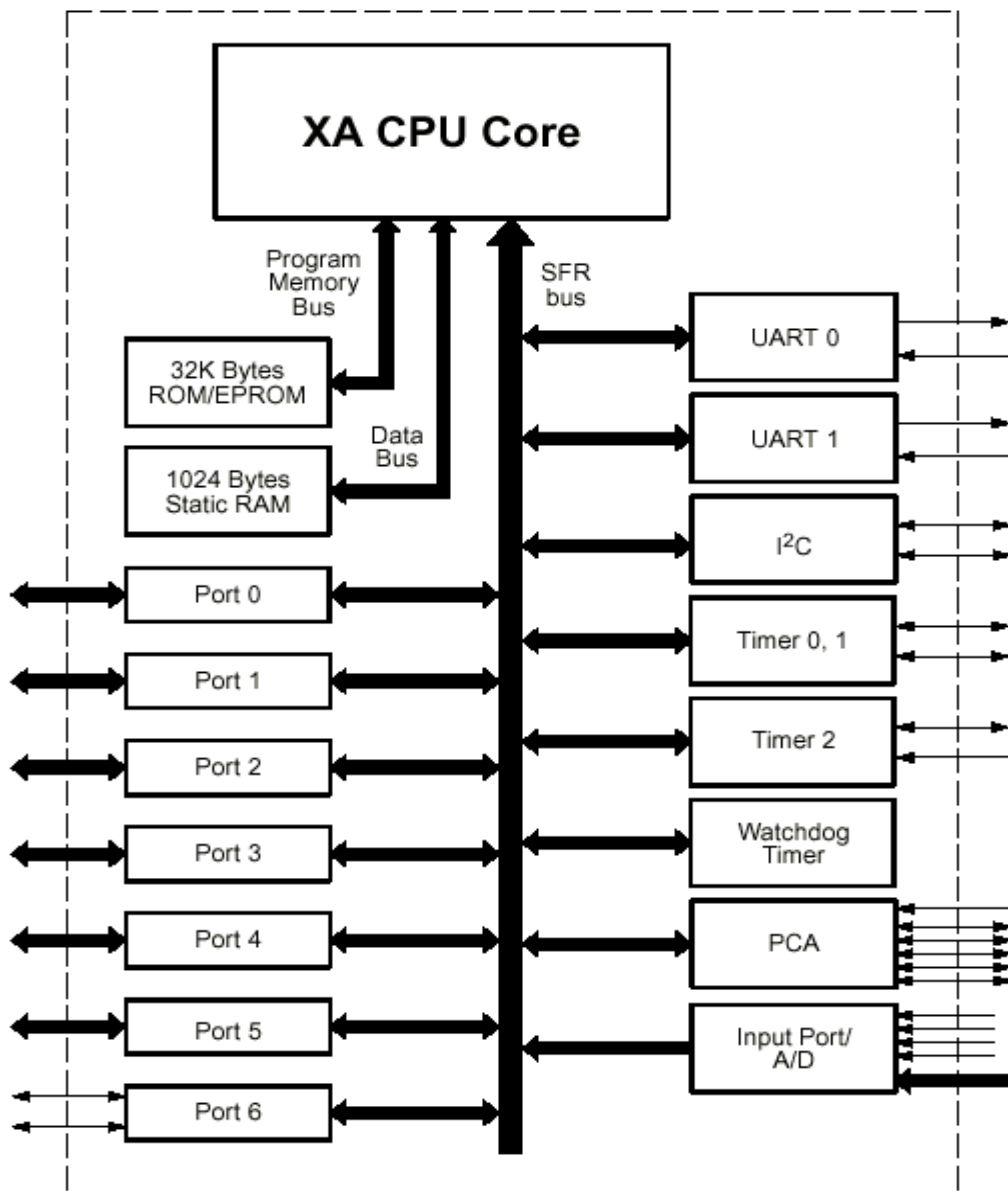 XA CPU Core
Program
Memory
Bus
SFR
bus
32K Bytes
ROM/EPROM
Data
Bus
1024 Bytes
Static RAM
Port 0
Port 1
Port 2
Port 3
Port 4
Port 5
Port 6
UART 0
UART 1
I²C
Timer 0, 1
Timer 2
Watchdog
Timer
PCA
Input Port/
A/D